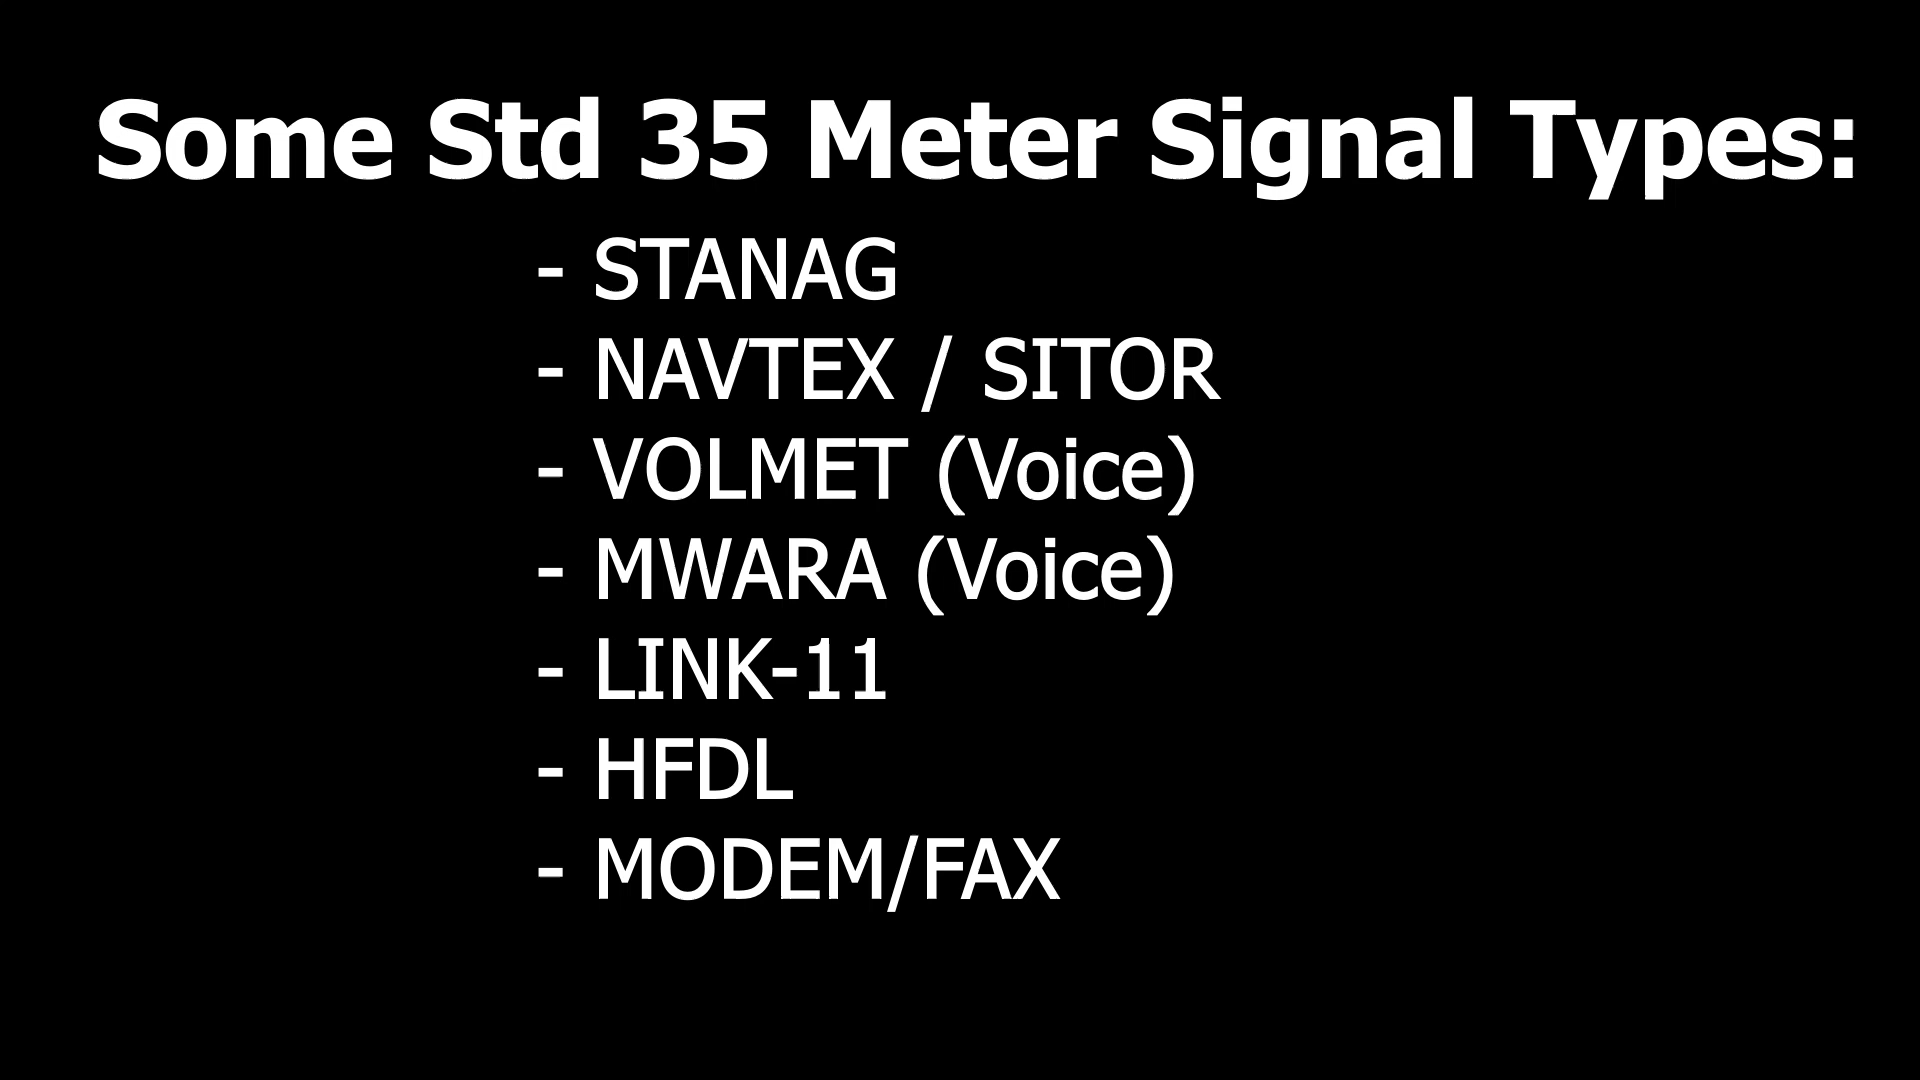 Some Std 35 Meter Signal Types:
- STANAG
- NAVTEX / SITOR
- VOLMET (Voice)
- MWARA (Voice)
- LINK-11
- HFDL
- MODEM/FAX